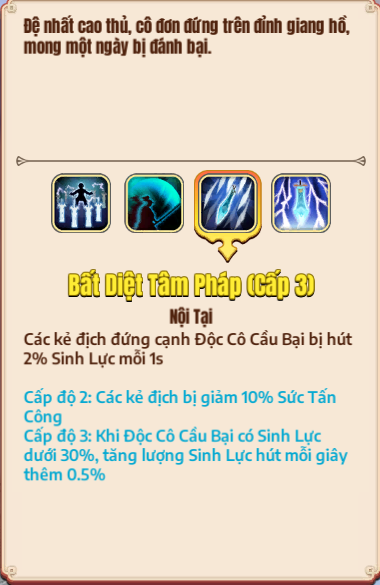 Đệ nhất cao thủ, cô đơn đứng trên đỉnh giang hồ,
mong một ngày bị đánh bại.
Bất Diệt Tâm Pháp (Cấp 3)
Nội Tại
Các kẻ địch đứng cạnh Độc Cô Cầu Bại bị hút
2% Sinh Lực mỗi 1s
Cấp độ 2: Các kẻ địch bị giảm 10% Sức Tấn
Công
Cấp độ 3: Khi Độc Cô Cầu Bại có Sinh Lực
dưới 30%, tăng lượng Sinh Lực hút mỗi giây
thêm 0.5%